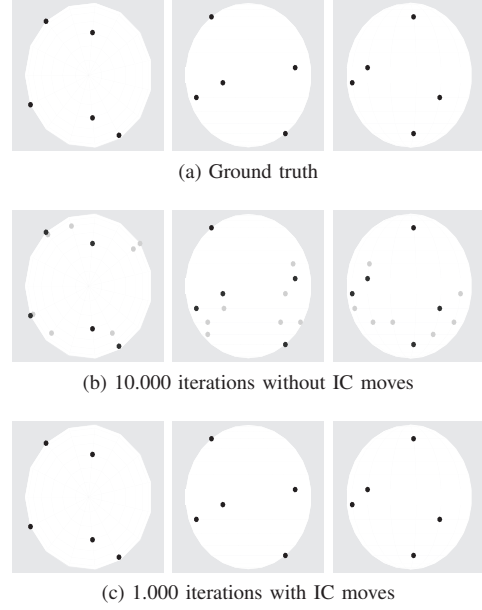 (a) Ground truth
(b) 10.000 iterations without IC moves
(c) 1.000 iterations with IC moves